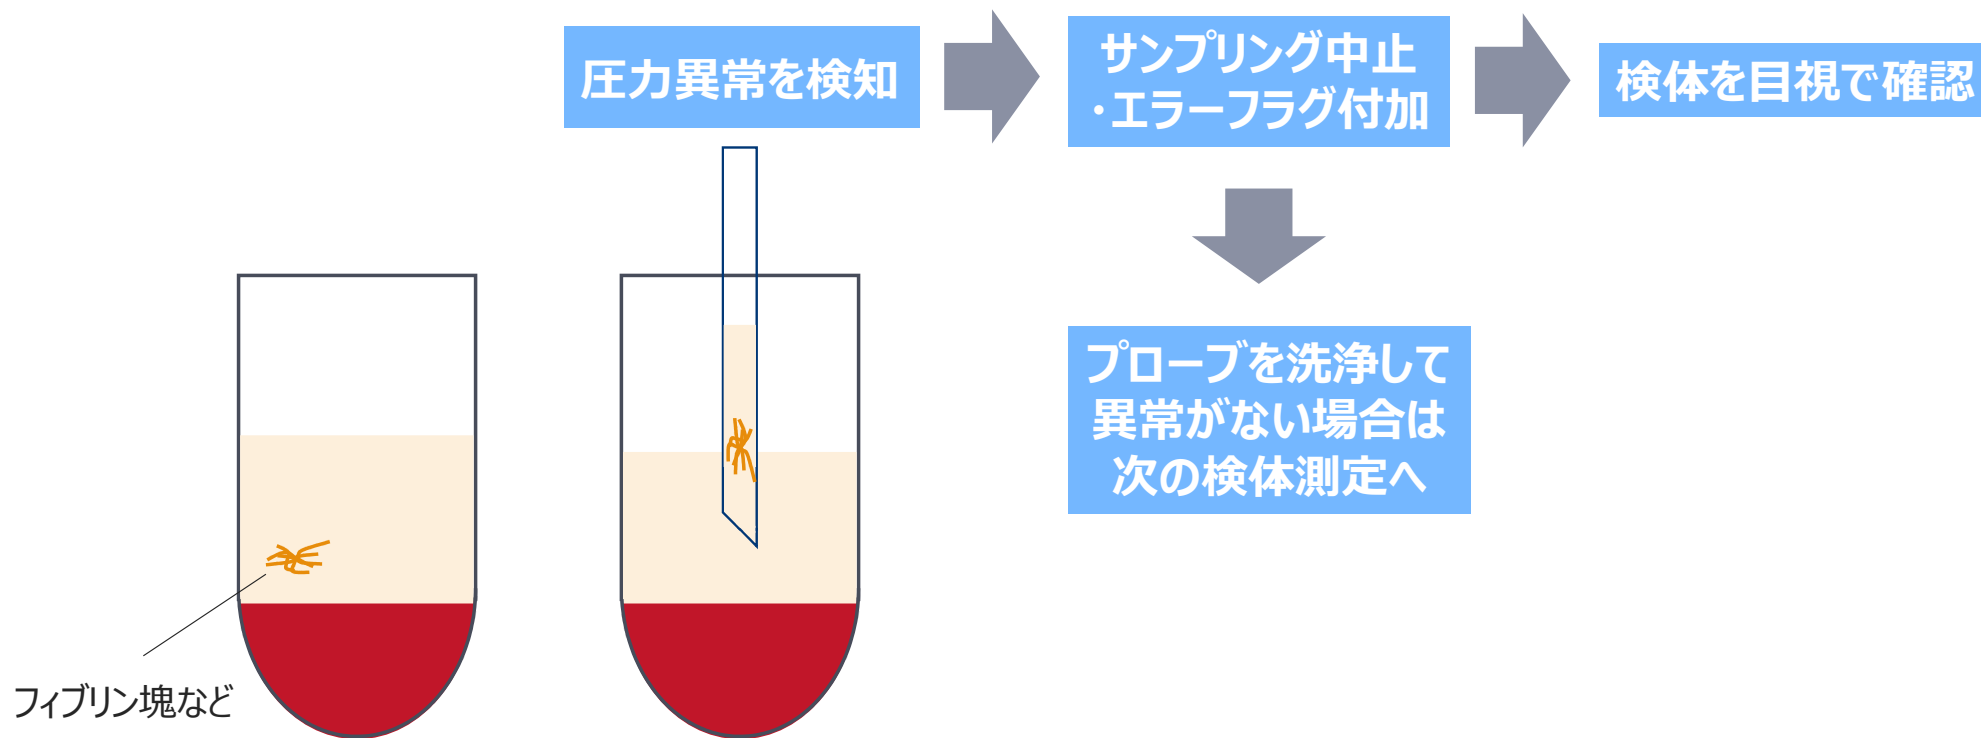 圧力異常を検知
サンプリング中止
・エラーフラグ付加
検体を目視で確認
プローブを洗浄して
異常がない場合は
次の検体測定へ
フィブリン塊など